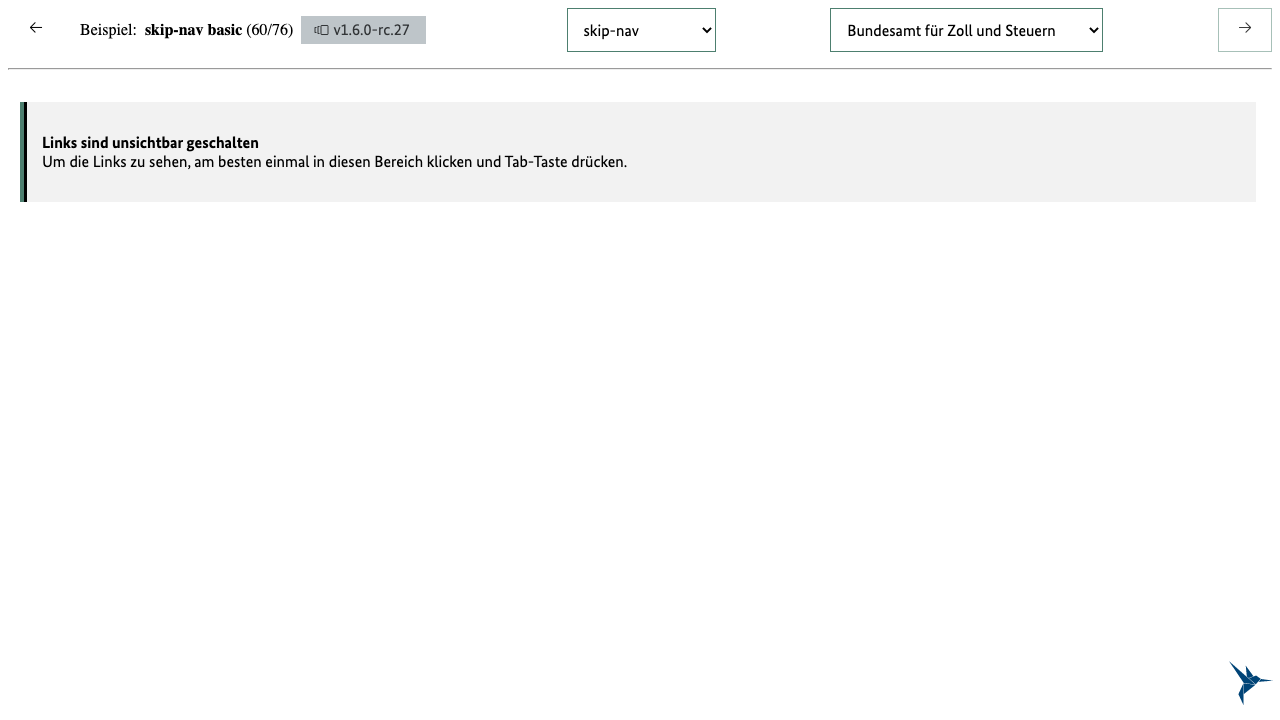 Beispiel: skip-nav basic (60/76) v1.6.0-rc.27 skip-nav Bundesamt für Zoll und Steuern
Links sind unsichtbar geschalten
Um die Links zu sehen, am besten einmal in diesen Bereich klicken und Tab-Taste drücken.